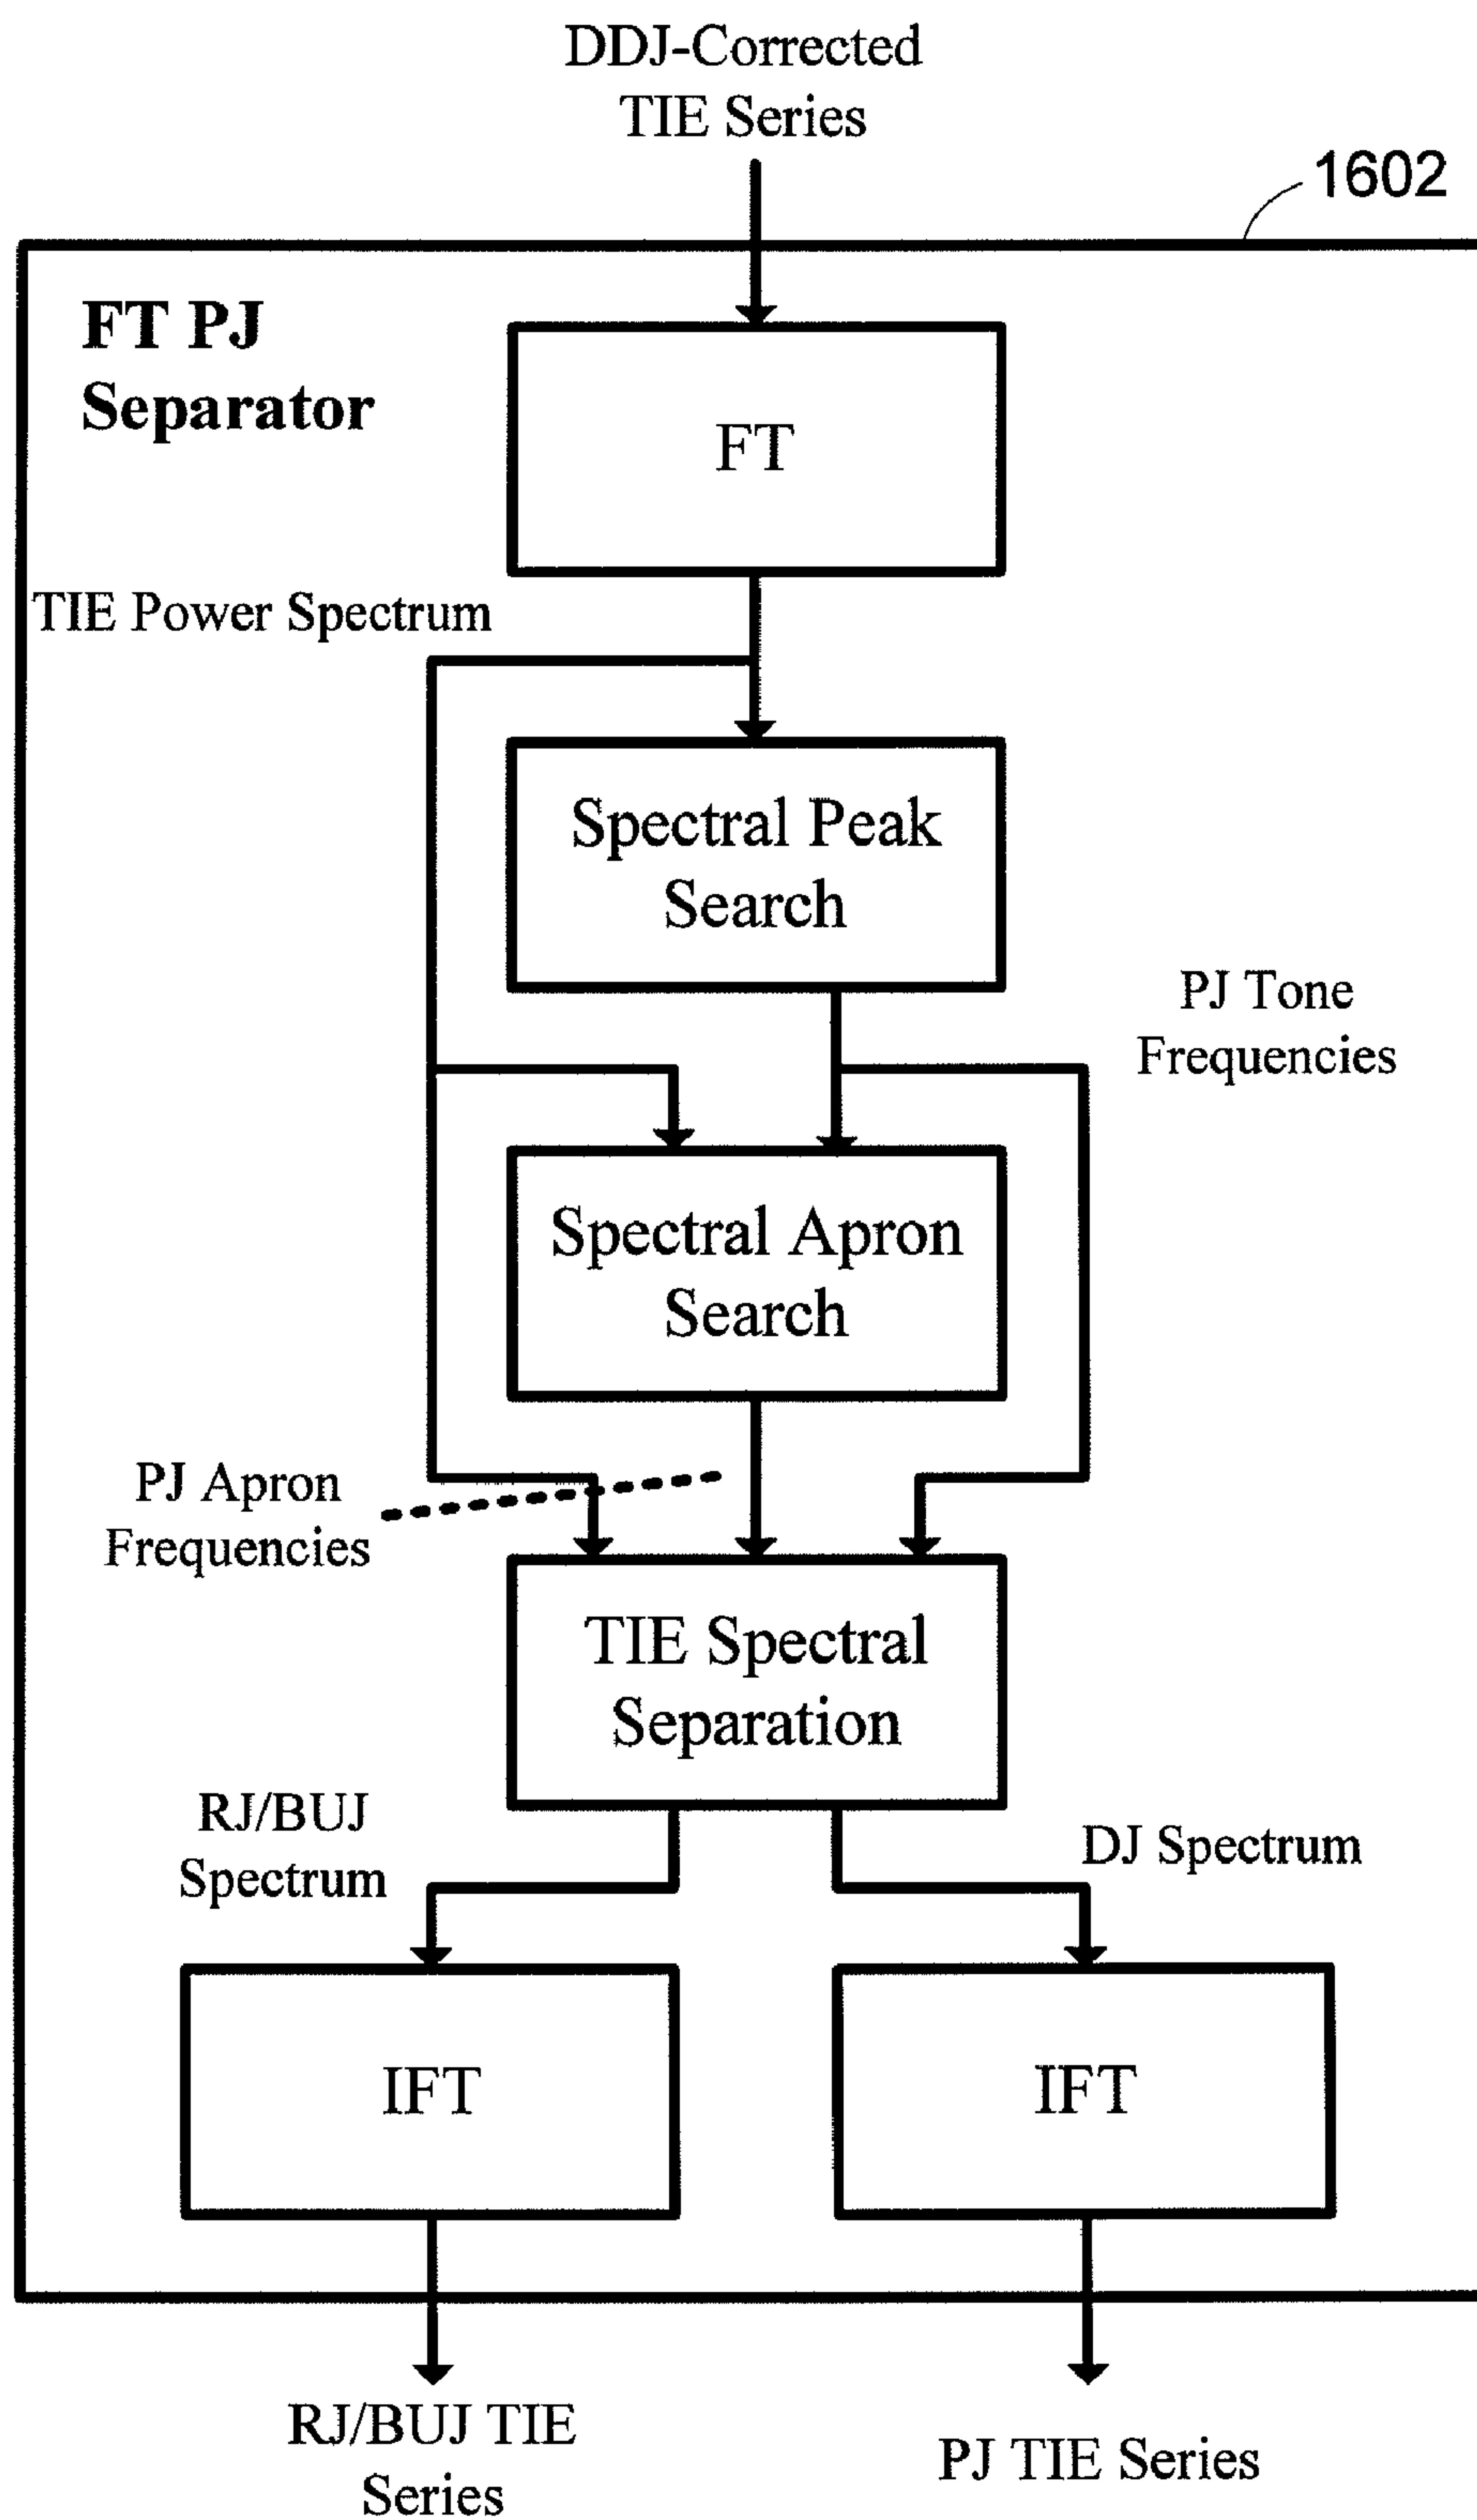 DDJ-Corrected
TIE Series
1602
FT PJ
Separator
FT
TIE Power Spectrum
Spectral Peak
Search
PJ Tone
Frequencies
Spectral Apron
Search
PJ Apron
Frequencies
TIE Spectral
Separation
RJ/BUJ
Spectrum
DJ Spectrum
IFT
IFT
RJ/BUJ TIE
Series
PJ TIE Series